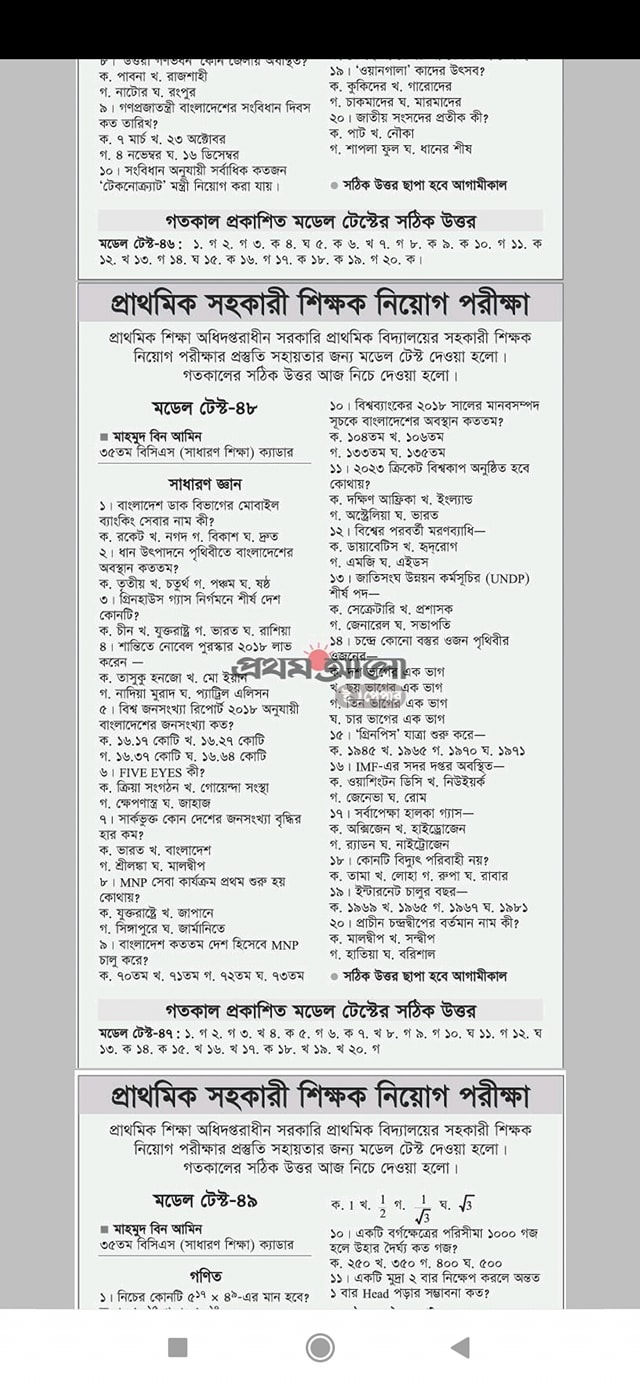 ৮। 'উত্তরা গণভবন' কোন জেলায় অবস্থিত?
ক. পাবনা খ. রাজশাহী
গ. নাটোর ঘ. রংপুর
৯। গণপ্রজাতন্ত্রী বাংলাদেশের সংবিধান দিবস
কত তারিখ?
ক. ৭ মার্চ খ. ২৩ অক্টোবর
গ. ৪ নভেম্বর ঘ. ১৬ ডিসেম্বর
১০। সংবিধান অনুযায়ী সর্বাধিক কতজন
'টেকনোক্র্যাট' মন্ত্রী নিয়োগ করা যায়।
১৯। 'ওয়ানগালা' কাদের উৎসব?
ক. কুকিদের খ. গারোদের
গ. চাকমাদের ঘ. মারমাদের
২০। জাতীয় সংসদের প্রতীক কী?
ক. পাট খ. নৌকা
গ. শাপলা ফুল ঘ. ধানের শীষ
● সঠিক উত্তর ছাপা হবে আগামীকাল
গতকাল প্রকাশিত মডেল টেস্টের সঠিক উত্তর
মডেল টেস্ট-৪৬ : ১. গ ২. গ ৩. ক ৪. ঘ ৫. ক ৬. খ ৭. গ ৮. ক ৯. ক ১০. গ ১১. ক
১২. খ ১৩. গ ১৪. ঘ ১৫. ক ১৬. গ ১৭. ক ১৮. ক ১৯. গ ২০. ক।
প্রাথমিক সহকারী শিক্ষক নিয়োগ পরীক্ষা
প্রাথমিক শিক্ষা অধিদপ্তরাধীন সরকারি প্রাথমিক বিদ্যালয়ের সহকারী শিক্ষক
নিয়োগ পরীক্ষার প্রস্তুতি সহায়তার জন্য মডেল টেস্ট দেওয়া হলো।
গতকালের সঠিক উত্তর আজ নিচে দেওয়া হলো।
মডেল টেস্ট-৪৮
■ মাহমুদ বিন আমিন
৩৫তম বিসিএস (সাধারণ শিক্ষা) ক্যাডার
সাধারণ জ্ঞান
১। বাংলাদেশ ডাক বিভাগের মোবাইল
ব্যাংকিং সেবার নাম কী?
ক. রকেট খ. নগদ গ. বিকাশ ঘ. দ্রুত
২। ধান উৎপাদনে পৃথিবীতে বাংলাদেশের
অবস্থান কততম?
ক. তৃতীয় খ. চতুর্থ গ. পঞ্চম ঘ. ষষ্ঠ
৩। গ্রিনহাউস গ্যাস নির্গমনে শীর্ষ দেশ
কোনটি?
ক. চীন খ. যুক্তরাষ্ট্র গ. ভারত ঘ. রাশিয়া
৪। শান্তিতে নোবেল পুরস্কার ২০১৮ লাভ
করেন —
ক. তাসুকু হনজো খ. মো ইয়ান
গ. নাদিয়া মুরাদ ঘ. প্যাট্রিল এলিসন
৫। বিশ্ব জনসংখ্যা রিপোর্ট ২০১৮ অনুযায়ী
বাংলাদেশের জনসংখ্যা কত?
ক. ১৬.১৭ কোটি খ. ১৬.২৭ কোটি
গ. ১৬.৩৭ কোটি ঘ. ১৬.৬৪ কোটি
৬। FIVE EYES কী?
ক. ক্রিয়া সংগঠন খ. গোয়েন্দা সংস্থা
গ. ক্ষেপণাস্ত্র ঘ. জাহাজ
৭। সার্কভুক্ত কোন দেশের জনসংখ্যা বৃদ্ধির
হার কম?
ক. ভারত খ. বাংলাদেশ
গ. শ্রীলঙ্কা ঘ. মালদ্বীপ
৮। MNP সেবা কার্যক্রম প্রথম শুরু হয়
কোথায়?
ক. যুক্তরাষ্ট্রে খ. জাপানে
গ. সিঙ্গাপুরে ঘ. জার্মানিতে
৯। বাংলাদেশ কততম দেশ হিসেবে MNP
চালু করে?
ক. ৭০তম খ. ৭১তম গ. ৭২তম ঘ. ৭৩তম
১০। বিশ্বব্যাংকের ২০১৮ সালের মানবসম্পদ
সূচকে বাংলাদেশের অবস্থান কততম?
ক. ১০৪তম খ. ১০৬তম
গ. ১৩৩তম ঘ. ১৩৫তম
১১। ২০২৩ ক্রিকেট বিশ্বকাপ অনুষ্ঠিত হবে
কোথায়?
ক. দক্ষিণ আফ্রিকা খ. ইংল্যান্ড
গ. অস্ট্রেলিয়া ঘ. ভারত
১২। বিশ্বের পরবর্তী মরণব্যাধি—
ক. ডায়াবেটিস খ. হৃদ্‌রোগ
গ. এমজি ঘ. এইডস
১৩। জাতিসংঘ উন্নয়ন কর্মসূচির (UNDP)
শীর্ষ পদ—
ক. সেক্রেটারি খ. প্রশাসক
গ. জেনারেল ঘ. সভাপতি
১৪। চন্দ্রে কোনো বস্তুর ওজন পৃথিবীর
ওজনের—
ক. দশ ভাগের এক ভাগ
খ. ছয় ভাগের এক ভাগ
গ. তিন ভাগের এক ভাগ
ঘ. চার ভাগের এক ভাগ
১৫। 'গ্রিনপিস' যাত্রা শুরু করে—
ক. ১৯৪৫ খ. ১৯৬৫ গ. ১৯৭০ ঘ. ১৯৭১
১৬। IMF-এর সদর দপ্তর অবস্থিত—
ক. ওয়াশিংটন ডিসি খ. নিউইয়র্ক
গ. জেনেভা ঘ. রোম
১৭। সর্বাপেক্ষা হালকা গ্যাস—
ক. অক্সিজেন খ. হাইড্রোজেন
গ. র‍্যাডন ঘ. নাইট্রোজেন
১৮। কোনটি বিদ্যুৎ পরিবাহী নয়?
ক. তামা খ. লোহা গ. রুপা ঘ. রাবার
১৯। ইন্টারনেট চালুর বছর—
ক. ১৯৬৯ খ. ১৯৬৫ গ. ১৯৬৭ ঘ. ১৯৮১
২০। প্রাচীন চন্দ্রদ্বীপের বর্তমান নাম কী?
ক. মালদ্বীপ খ. সন্দ্বীপ
গ. হাতিয়া ঘ. বরিশাল
● সঠিক উত্তর ছাপা হবে আগামীকাল
প্রথম আলো
ই-পেপার
গতকাল প্রকাশিত মডেল টেস্টের সঠিক উত্তর
মডেল টেস্ট-৪৭ : ১. গ ২. গ ৩. খ ৪. ক ৫. গ ৬. ক ৭. খ ৮. গ ৯. গ ১০. ঘ ১১. গ ১২. ঘ
১৩. ক ১৪. ক ১৫. খ ১৬. খ ১৭. ক ১৮. খ ১৯. খ ২০. গ
প্রাথমিক সহকারী শিক্ষক নিয়োগ পরীক্ষা
প্রাথমিক শিক্ষা অধিদপ্তরাধীন সরকারি প্রাথমিক বিদ্যালয়ের সহকারী শিক্ষক
নিয়োগ পরীক্ষার প্রস্তুতি সহায়তার জন্য মডেল টেস্ট দেওয়া হলো।
গতকালের সঠিক উত্তর আজ নিচে দেওয়া হলো।
মডেল টেস্ট-৪৯
■ মাহমুদ বিন আমিন
৩৫তম বিসিএস (সাধারণ শিক্ষা) ক্যাডার
গণিত
১। নিচের কোনটি ৫¹⁷ × ৪⁯-এর মান হবে?
ক. 1 খ. 1/2 গ. 1/√3 ঘ. √3
১০। একটি বর্গক্ষেত্রের পরিসীমা ১০০০ গজ
হলে উহার দৈর্ঘ্য কত গজ?
ক. ২৫০ খ. ৩৫০ গ. ৪০০ ঘ. ৫০০
১১। একটি মুদ্রা ২ বার নিক্ষেপ করলে অন্তত
১ বার Head পড়ার সম্ভাবনা কত?